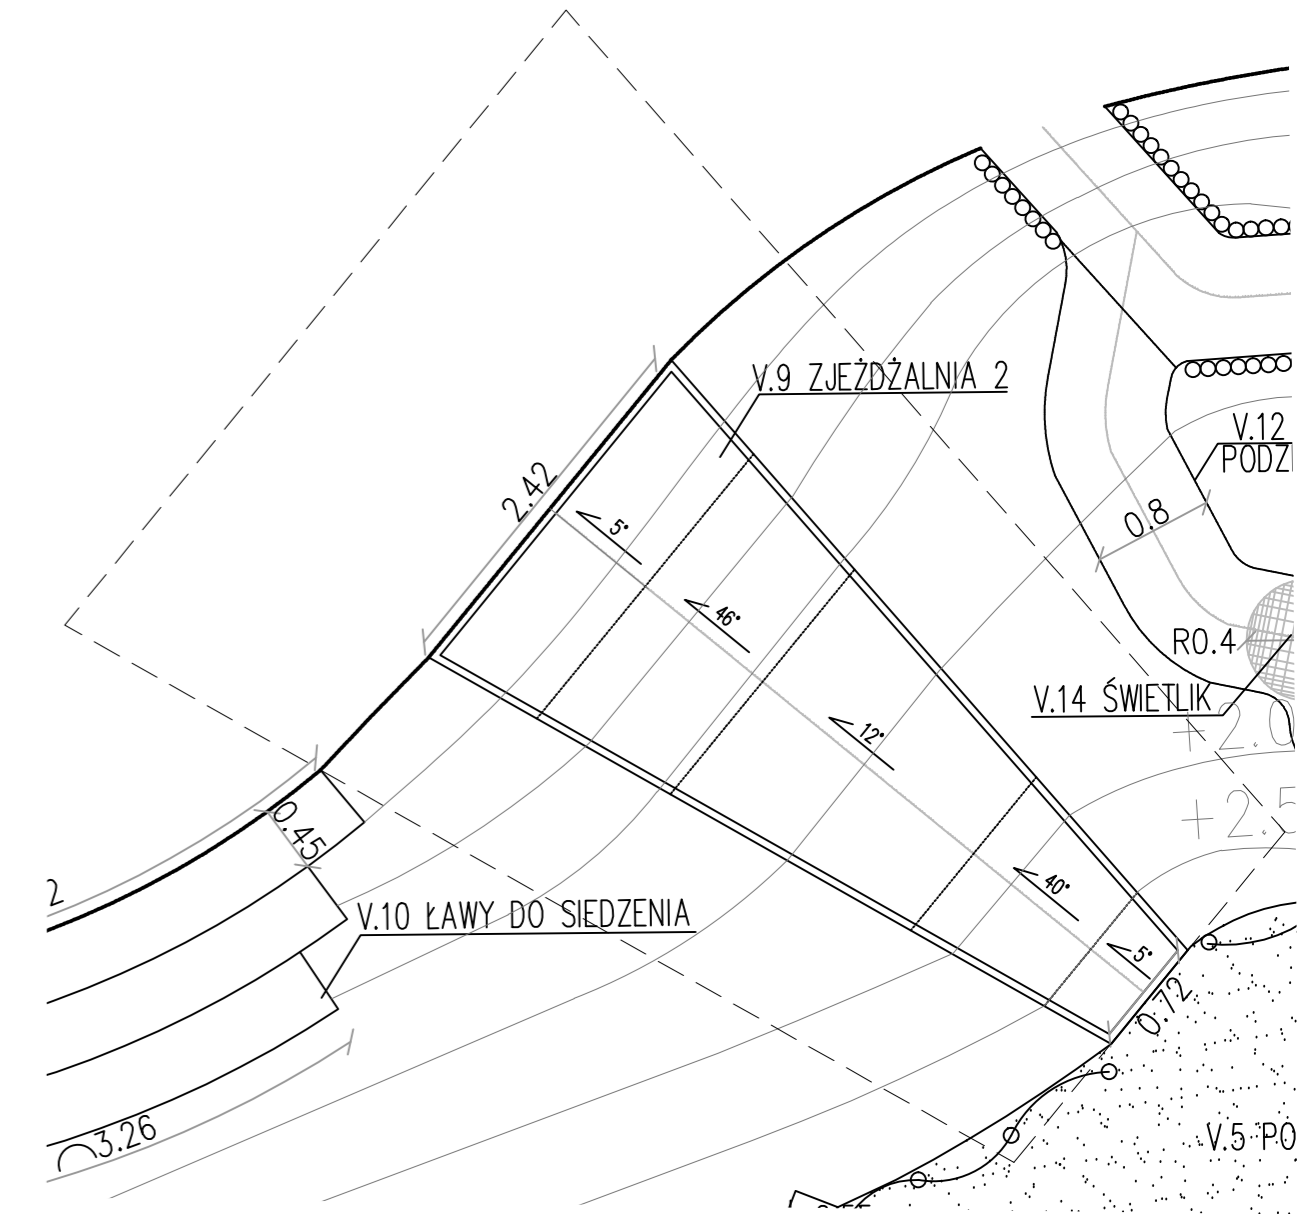 V.9 ZJEŻDŻALNIA 2
V.12
PODZ
2.42
5°
0.8
46°
R0.4
V.14 ŚWIETLIK
+2.0
12°
+2.5
0.45
2
40°
V.10 ŁAWY DO SIEDZENIA
5°
0.72
3.26
V.5 PO